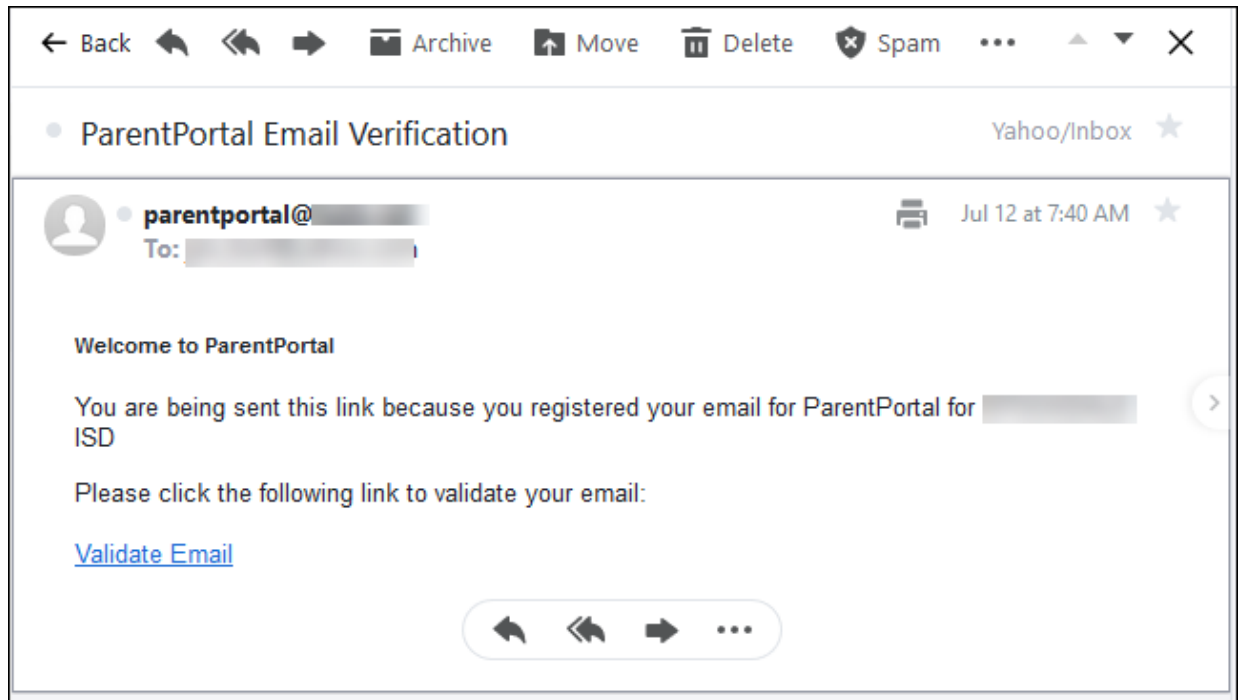 Back Archive Move Delete Spam
ParentPortal Email Verification Yahoo/Inbox
parentportal@ Jul 12 at 7:40 AM
To:
Welcome to ParentPortal
You are being sent this link because you registered your email for ParentPortal for
ISD
Please click the following link to validate your email:
Validate Email